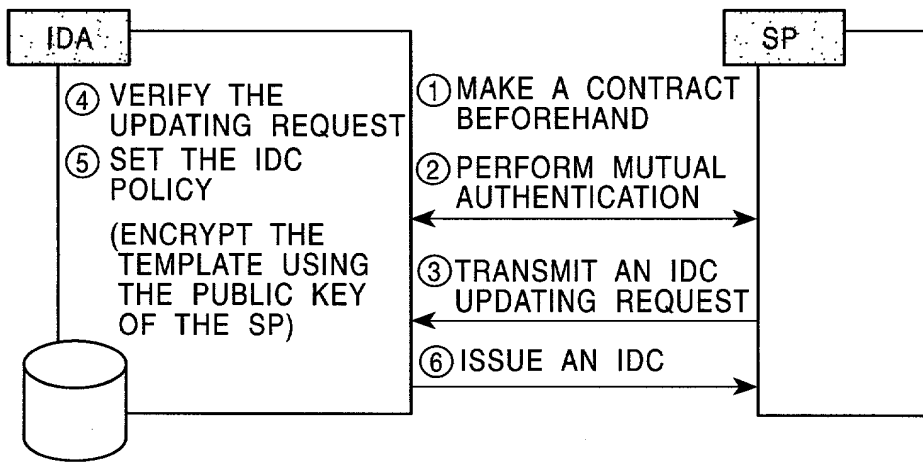 IDA
④ VERIFY THE
UPDATING REQUEST
⑤ SET THE IDC
POLICY
(ENCRYPT THE
TEMPLATE USING
THE PUBLIC KEY
OF THE SP)
① MAKE A CONTRACT
BEFOREHAND
② PERFORM MUTUAL
AUTHENTICATION
③ TRANSMIT AN IDC
UPDATING REQUEST
⑥ ISSUE AN IDC
SP